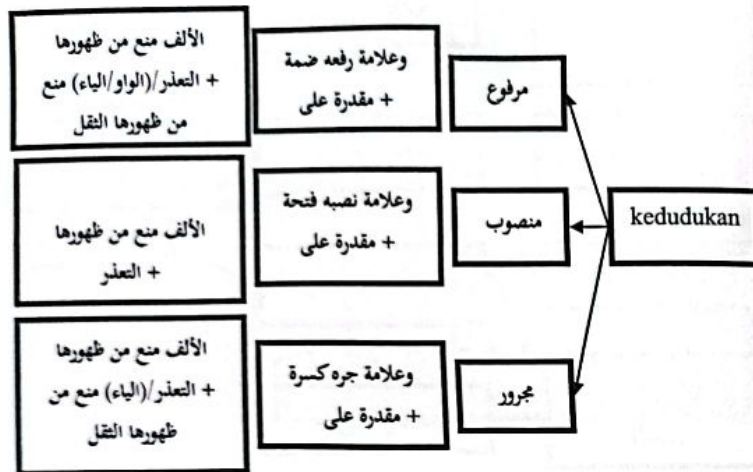 kedudukan
مرفوع
وعلامة رفعه ضمة
مقدرة على +
الألف منع من ظهورها
التعذر/(الواو/الياء) منع +
من ظهورها الثقل
منصوب
وعلامة نصبه فتحة
مقدرة على +
الألف منع من ظهورها
التعذر +
مجرور
وعلامة جره كسرة
مقدرة على +
الألف منع من ظهورها
التعذر/(الياء) منع من +
ظهورها الثقل